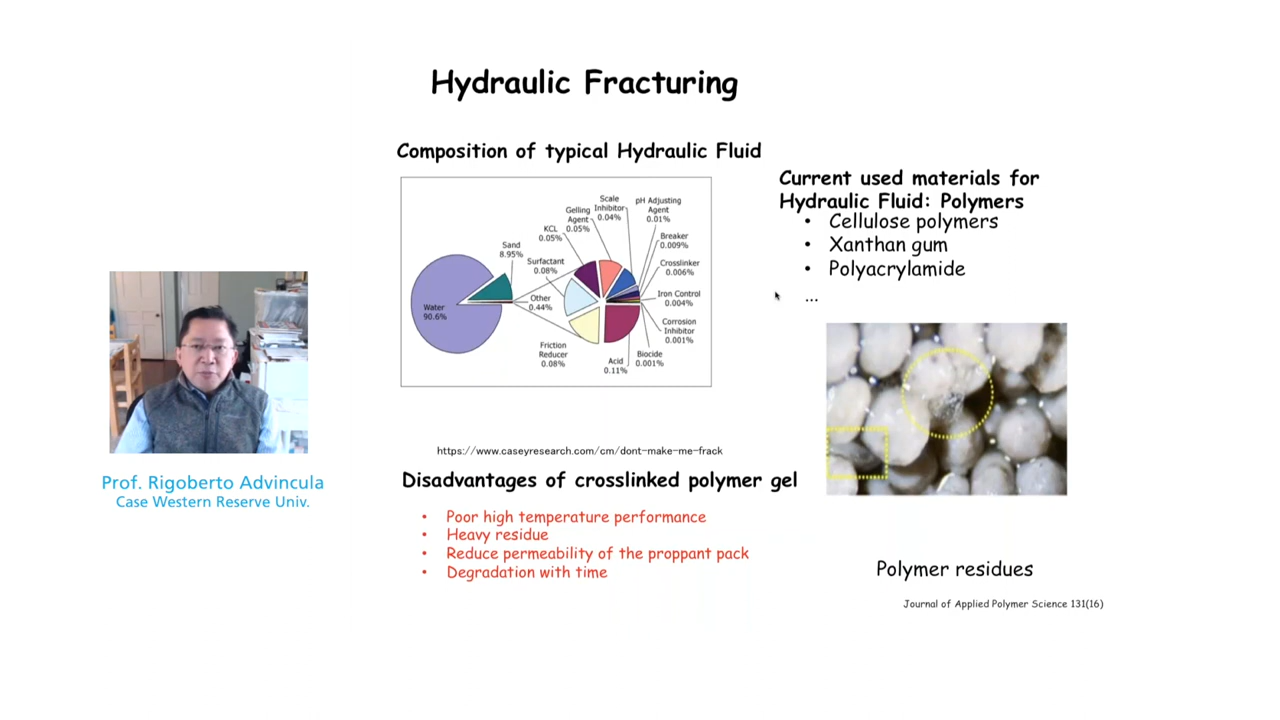 Hydraulic Fracturing
Composition of typical Hydraulic Fluid
Water
90.6%
Sand
8.95%
Other
0.44%
Surfactant
0.08%
KCL
0.05%
Gelling
Agent
0.05%
Scale
Inhibitor
0.04%
pH Adjusting
Agent
0.01%
Breaker
0.009%
Crosslinker
0.006%
Iron Control
0.004%
Corrosion
Inhibitor
0.001%
Biocide
0.001%
Acid
0.11%
Friction
Reducer
0.08%
https://www.caseyresearch.com/cm/dont-make-me-frack
Current used materials for
Hydraulic Fluid: Polymers
• Cellulose polymers
• Xanthan gum
• Polyacrylamide
...
Prof. Rigoberto Advincula
Case Western Reserve Univ.
Disadvantages of crosslinked polymer gel
• Poor high temperature performance
• Heavy residue
• Reduce permeability of the proppant pack
• Degradation with time
Polymer residues
Journal of Applied Polymer Science 131(16)